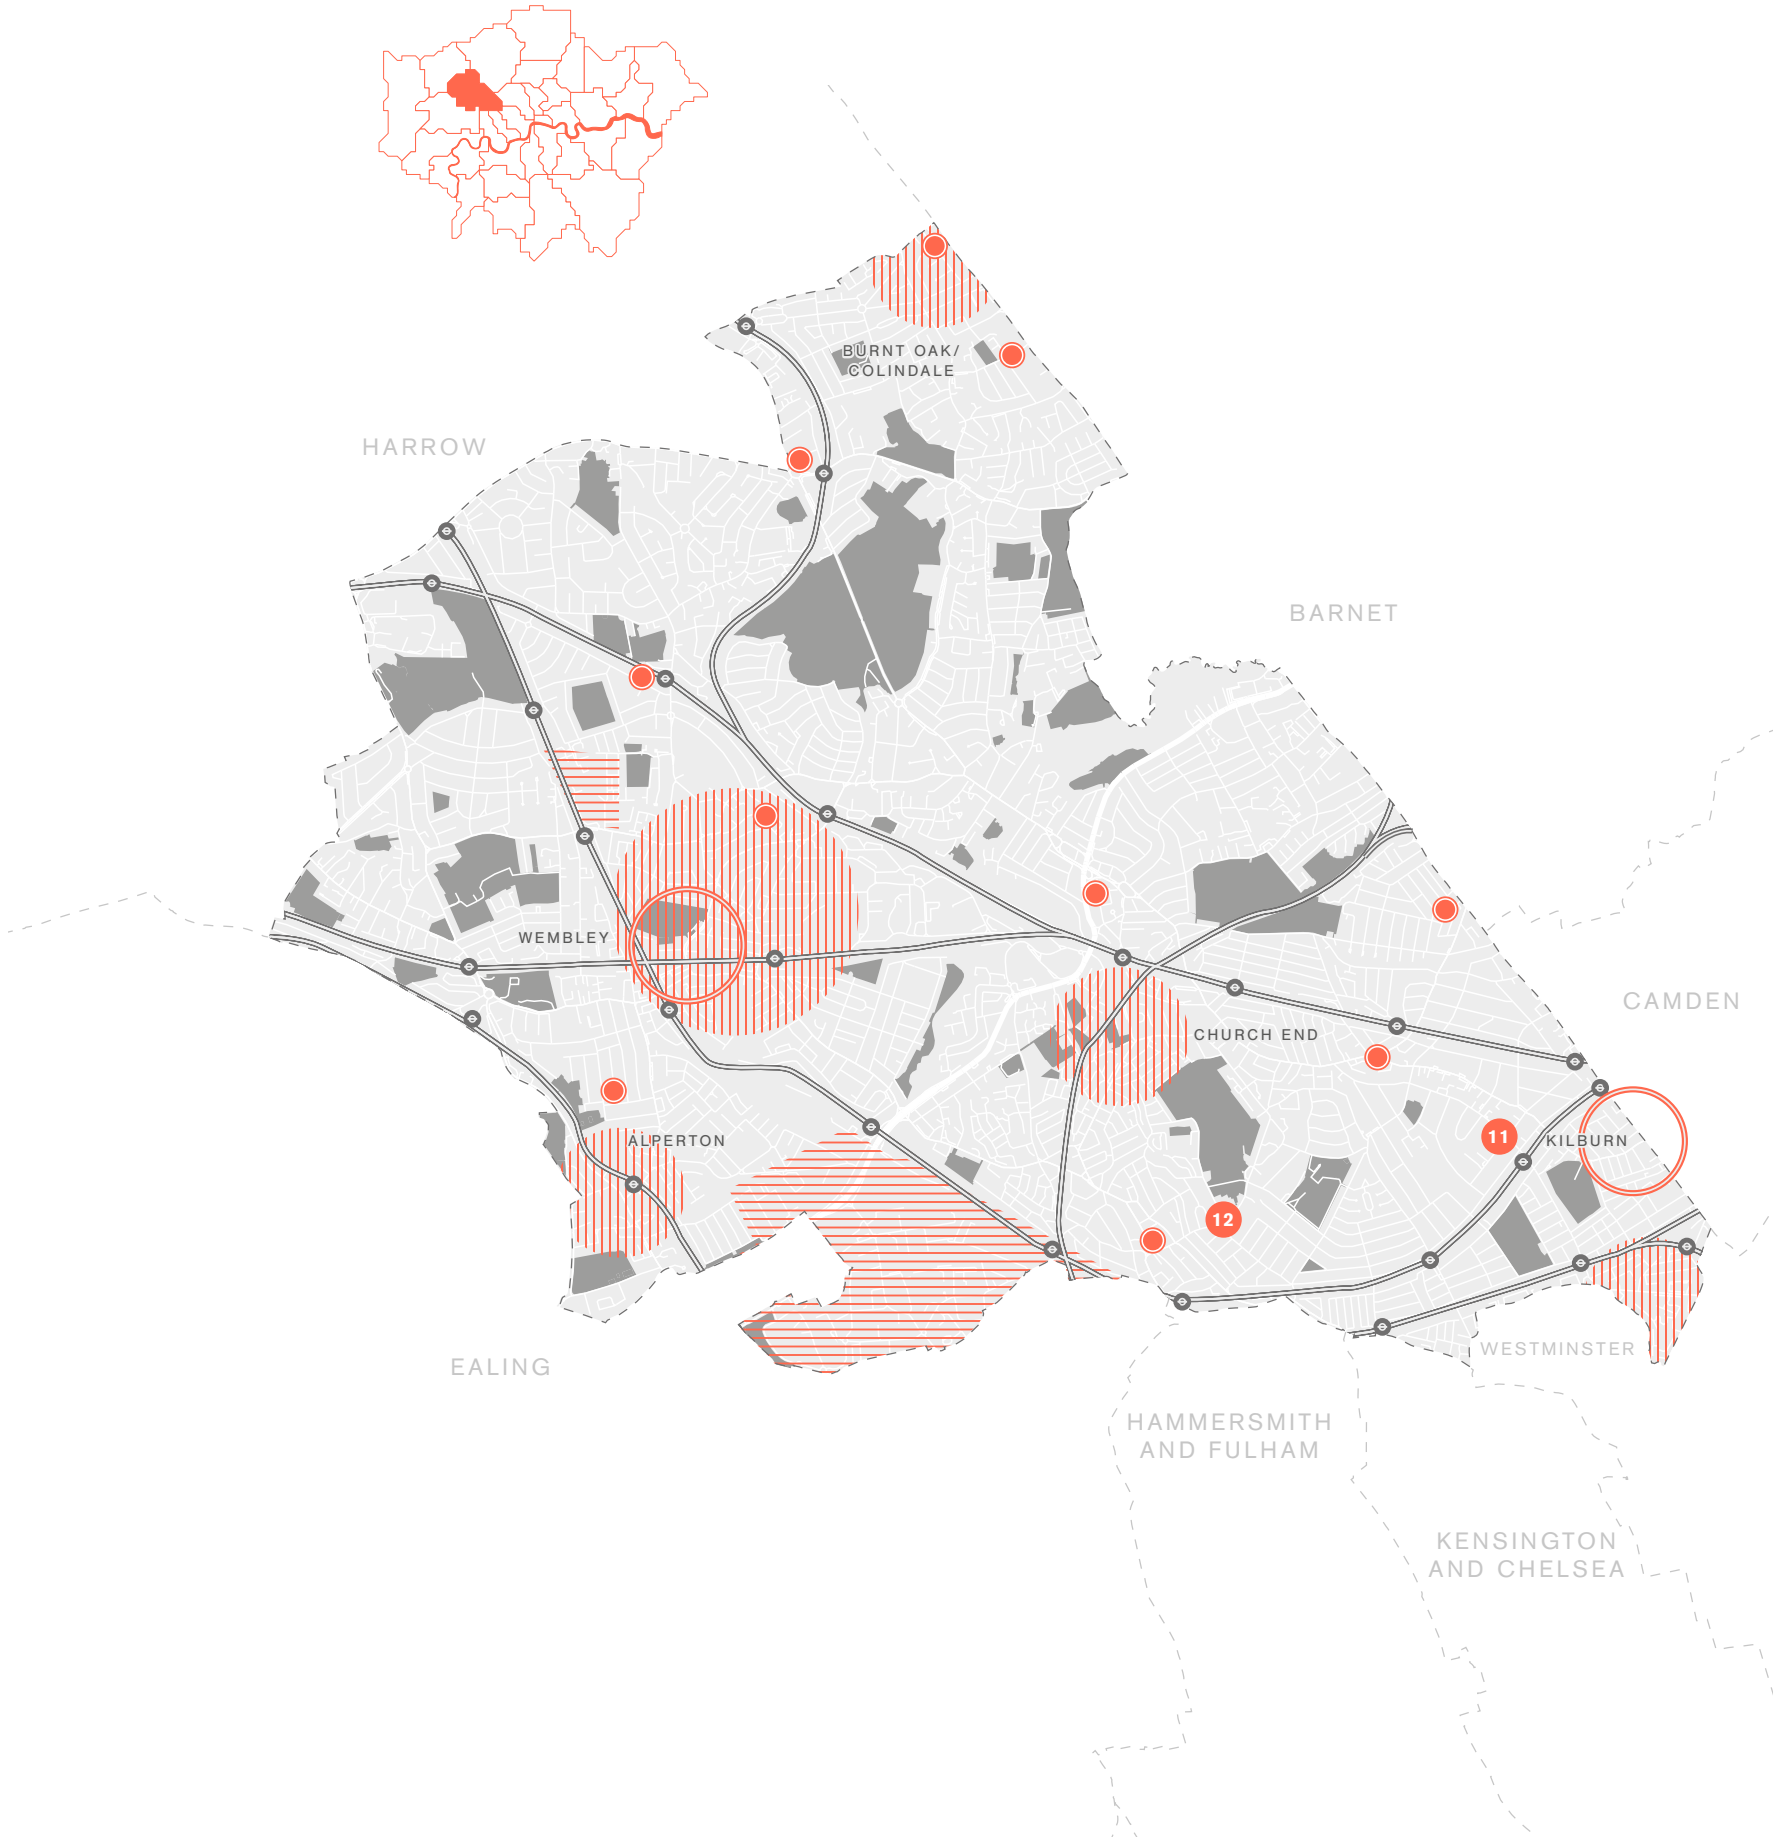 BURNT OAK/
COLINDALE
HARROW
BARNET
WEMBLEY
CAMDEN
CHURCH END
ALPERTON
11
KILBURN
12
WESTMINSTER
EALING
HAMMERSMITH
AND FULHAM
KENSINGTON
AND CHELSEA